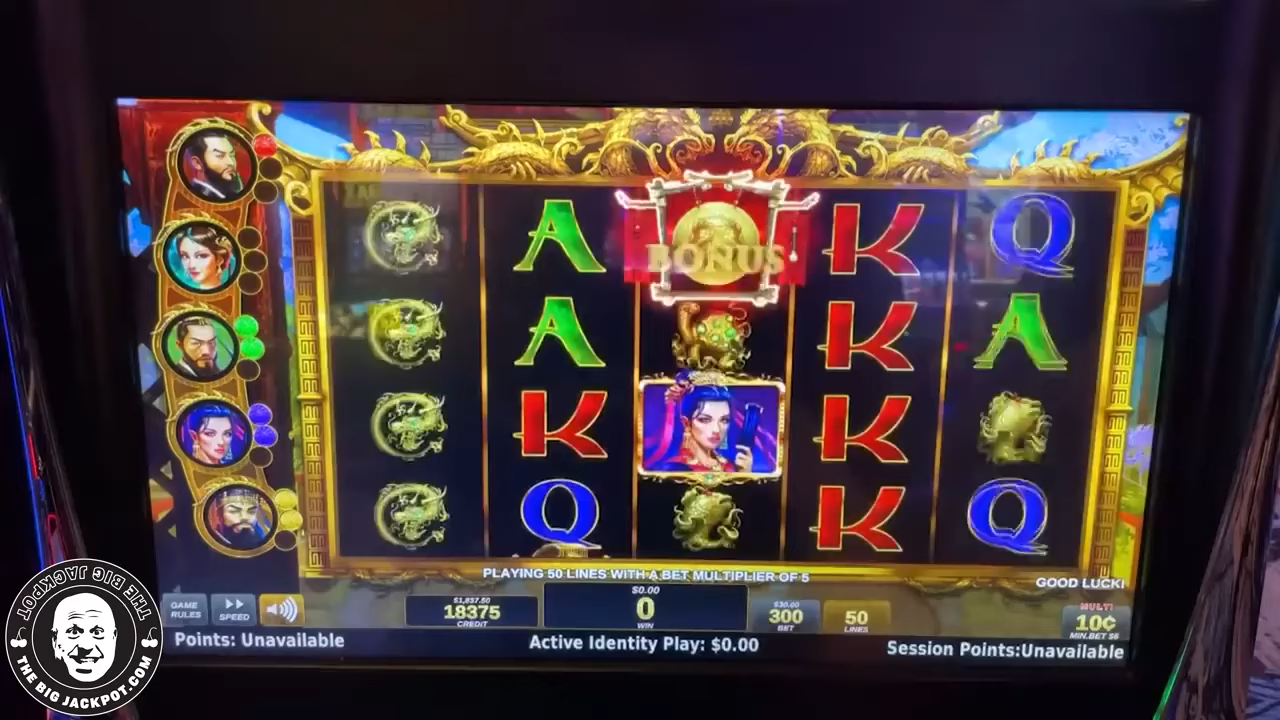 A
K
Q
BONUS
A
K
A
K
K
K
Q
K
Q
PLAYING 50 LINES WITH A BET MULTIPLIER OF 5
GOOD LUCK!
GAME RULES
SPEED
$1,837.50
18375
CREDIT
$0.00
0
WIN
$30.00
300
BET
50
LINES
MULTI
10¢
MIN.BET $6
Points: Unavailable
Active Identity Play: $0.00
Session Points:Unavailable
THE BIG JACKPOT
THE BIG JACKPOT.COM